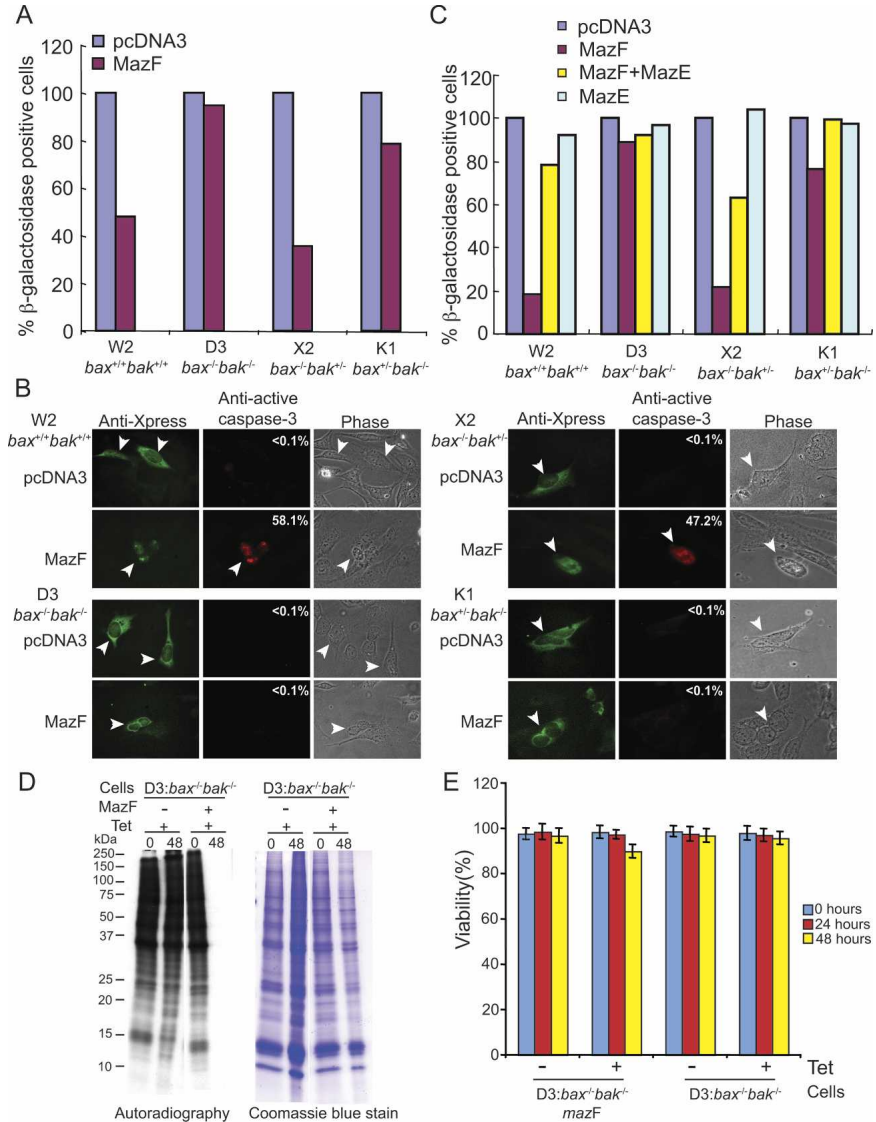 A
pcDNA3
MazF
% β-galactosidase positive cells
120
100
80
60
40
20
0
W2 D3 X2 K1
bax+/+bak+/+ bax-/-bak-/- bax-/-bak+/- bax+/-bak-/-
C
pcDNA3
MazF
MazF+MazE
MazE
% β-galactosidase positive cells
120
100
80
60
40
20
0
W2 D3 X2 K1
bax+/+bak+/+ bax-/-bak-/- bax-/-bak+/- bax+/-bak-/-
B
W2
bax+/+bak+/+
Anti-Xpress
Anti-active
caspase-3
Phase
pcDNA3
<0.1%
MazF
58.1%
D3
bax-/-bak-/-
pcDNA3
<0.1%
MazF
<0.1%
X2
bax-/-bak+/-
Anti-Xpress
Anti-active
caspase-3
Phase
pcDNA3
<0.1%
MazF
47.2%
K1
bax+/-bak-/-
pcDNA3
<0.1%
MazF
<0.1%
D
Cells D3:bax-/-bak-/- D3:bax-/-bak-/-
MazF - + - +
Tet + + + +
kDa 0 48 0 48 0 48 0 48
250
150
100
75
50
37
25
20
15
10
Autoradiography Coomassie blue stain
E
Viability(%)
120
100
80
60
40
20
0
0 hours
24 hours
48 hours
- + - + Tet
D3:bax-/-bak-/- D3:bax-/-bak-/- Cells
mazF